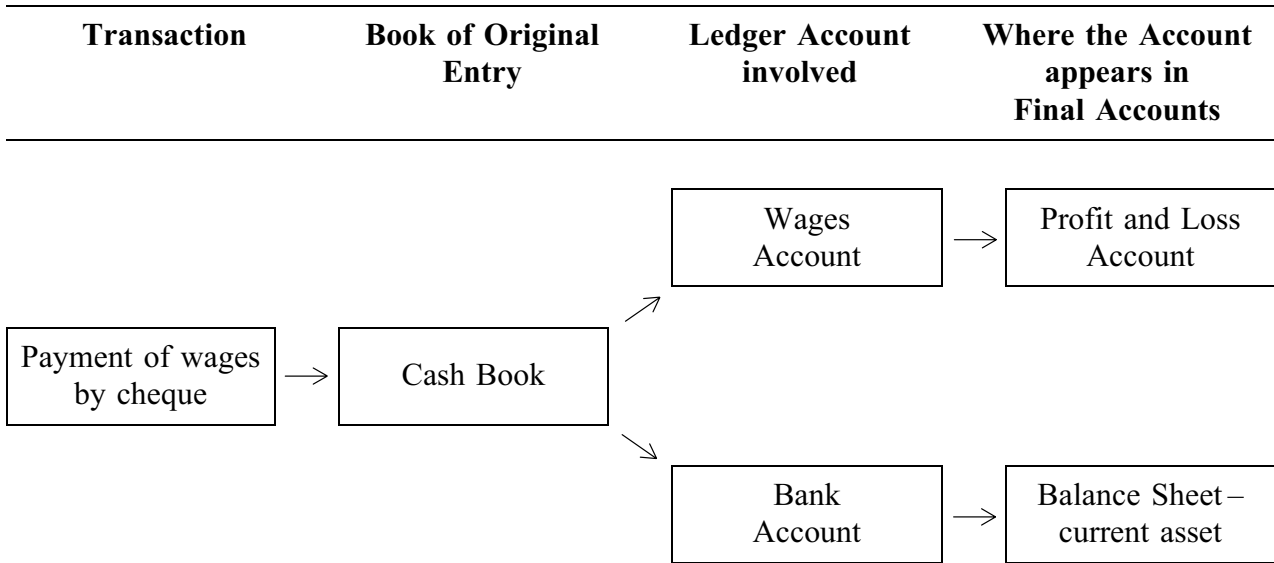 Transaction
Book of Original
Entry
Ledger Account
involved
Where the Account
appears in
Final Accounts
Payment of wages
by cheque
Cash Book
Wages
Account
Profit and Loss
Account
Bank
Account
Balance Sheet –
current asset